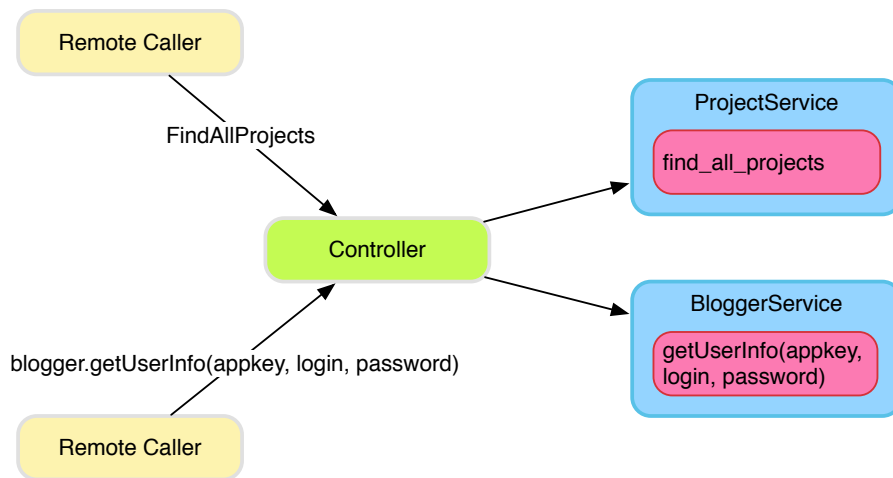 Remote Caller
FindAllProjects
ProjectService
find_all_projects
Controller
BloggerService
getUserInfo(appkey,
login, password)
blogger.getUserInfo(appkey, login, password)
Remote Caller